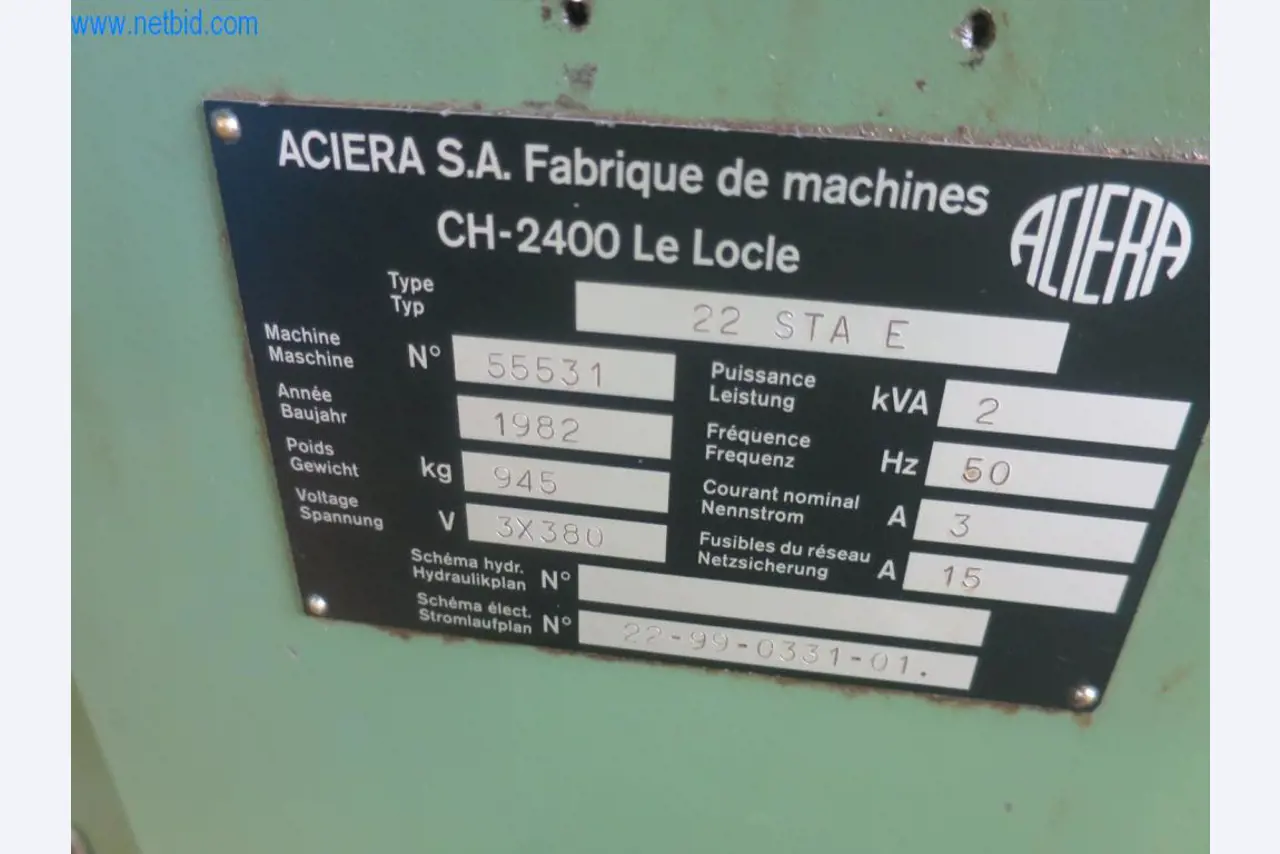 www.netbid.com
ACIERA S.A. Fabrique de machines
CH-2400 Le Locle
ACIERA
Type
Typ
22 STA E
Machine
Maschine
N° 55531
Année
Baujahr
1982
Poids
Gewicht
kg 945
Voltage
Spannung
V 3X380
Puissance
Leistung
kVA 2
Fréquence
Frequenz
Hz 50
Courant nominal
Nennstrom
A 3
Fusibles du réseau
Netzsicherung
A 15
Schéma hydr.
Hydraulikplan
N°
Schéma élect.
Stromlaufplan
N° 22-99-0331-01.